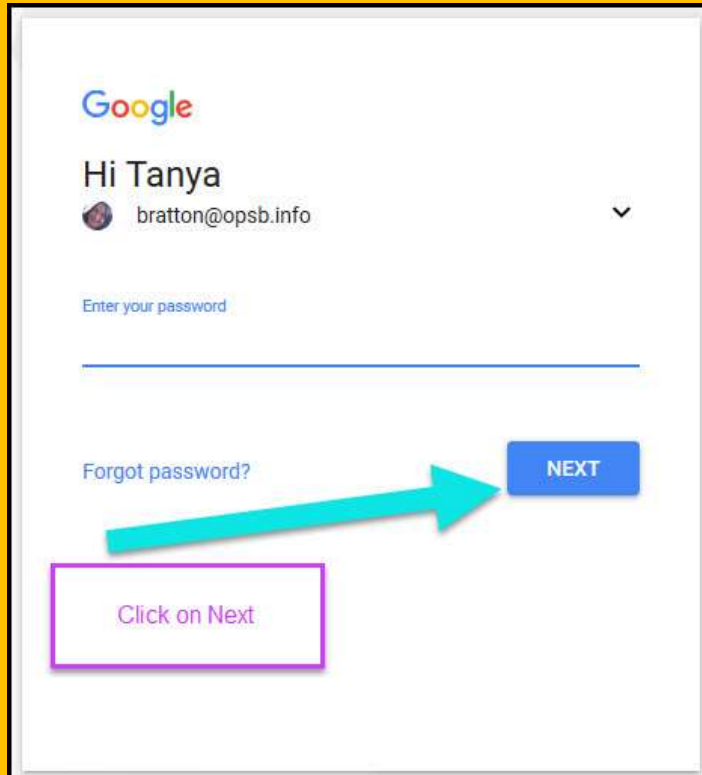 Google
Hi Tanya
bratton@opsb.info
Enter your password
Forgot password?
NEXT
Click on Next